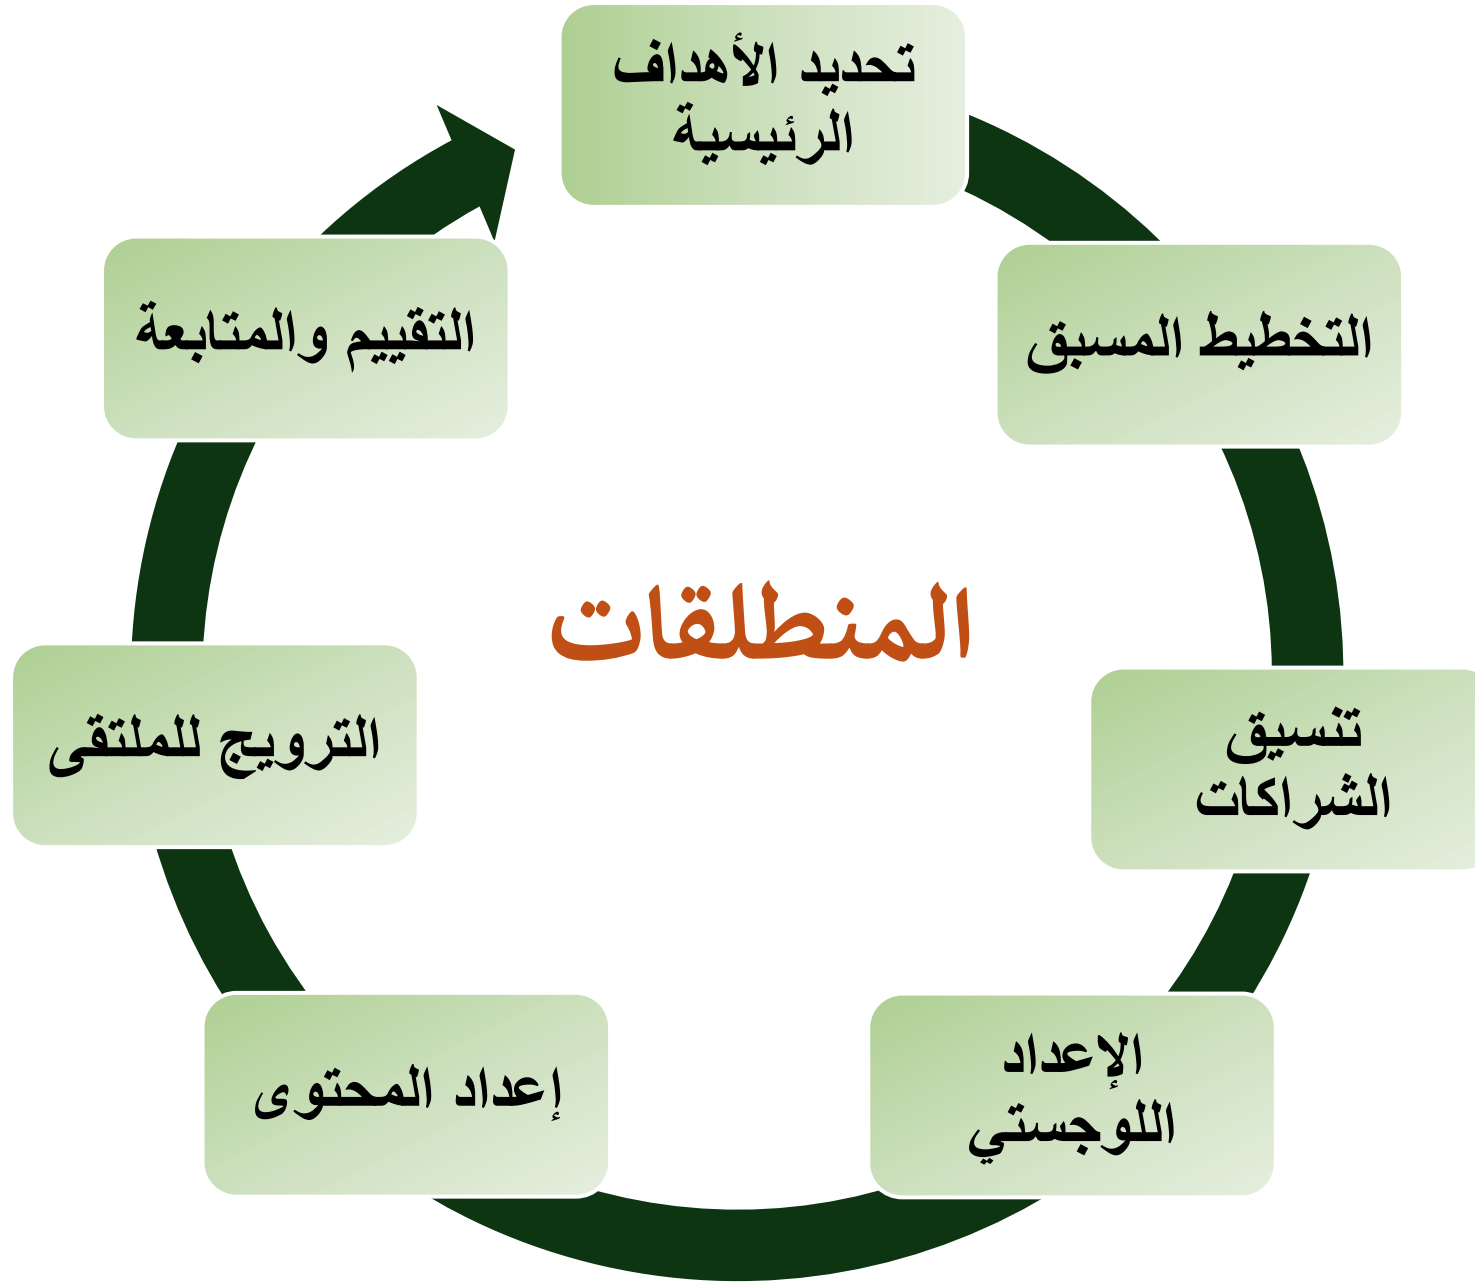 تحديد الأهداف
الرئيسية
التخطيط المسبق
تنسيق
الشراكات
الإعداد
اللوجستي
إعداد المحتوى
الترويج للملتقى
التقييم والمتابعة
المنطلقات